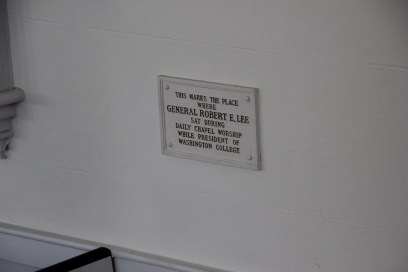 THIS MARKS THE PLACE
WHERE
GENERAL ROBERT E. LEE
SAT DURING
DAILY CHAPEL WORSHIP
WHILE PRESIDENT OF
WASHINGTON COLLEGE